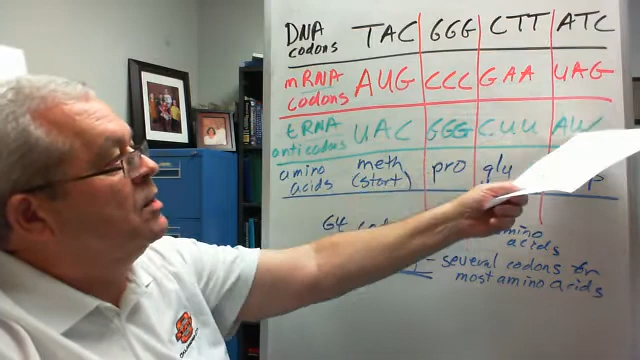 DNA codons TAC GGG CTT ATC
mRNA codons AUG CCC GAA UAG
tRNA anticodons UAC GGG CUU AU
amino acids meth (start) pro gly p
64 amino acids
- several codons for most amino acids